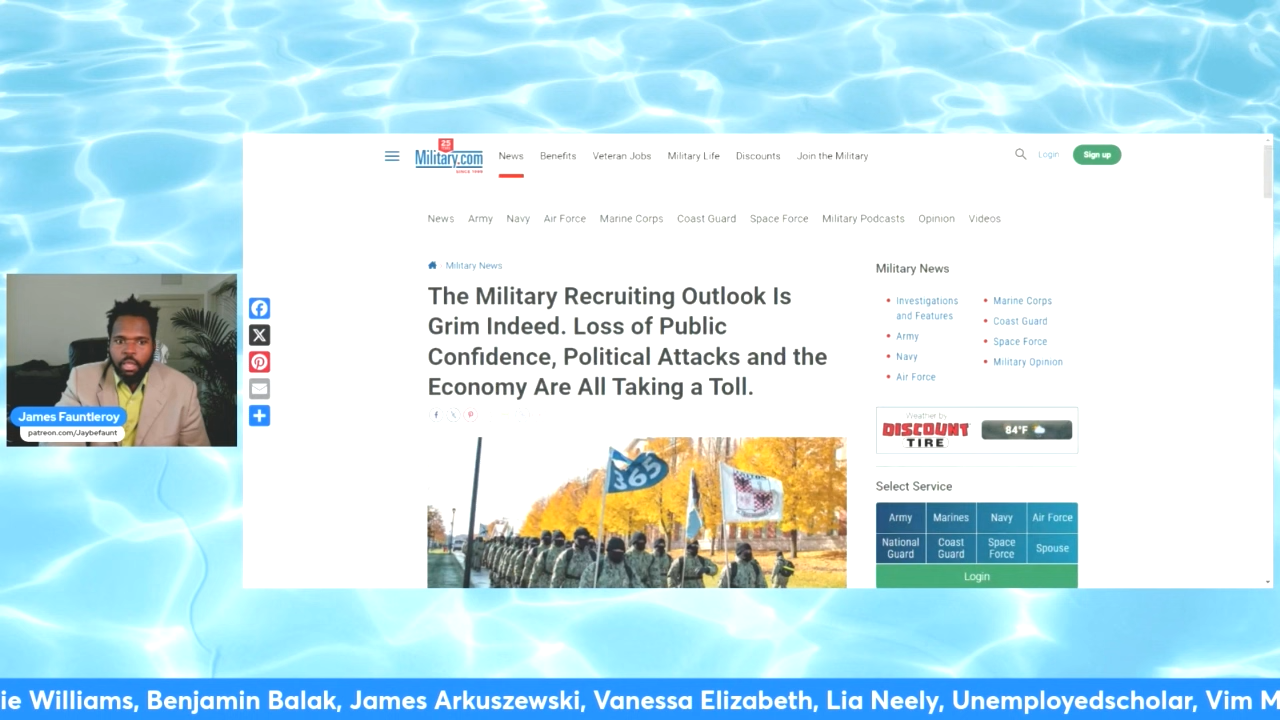 25
Military.com
SINCE 1999
News Benefits Veteran Jobs Military Life Discounts Join the Military
Login
Sign up
News Army Navy Air Force Marine Corps Coast Guard Space Force Military Podcasts Opinion Videos
Military News
The Military Recruiting Outlook Is
Grim Indeed. Loss of Public
Confidence, Political Attacks and the
Economy Are All Taking a Toll.
365
Military News
Investigations
and Features
Army
Navy
Air Force
Marine Corps
Coast Guard
Space Force
Military Opinion
Weather by
DISCOUNT
TIRE
84°F
Select Service
Army Marines Navy Air Force
National
Guard
Coast
Guard
Space
Force
Spouse
Login
James Fauntleroy
patreon.com/Jaybefaunt
ie Williams, Benjamin Balak, James Arkuszewski, Vanessa Elizabeth, Lia Neely, Unemployedscholar, Vim M